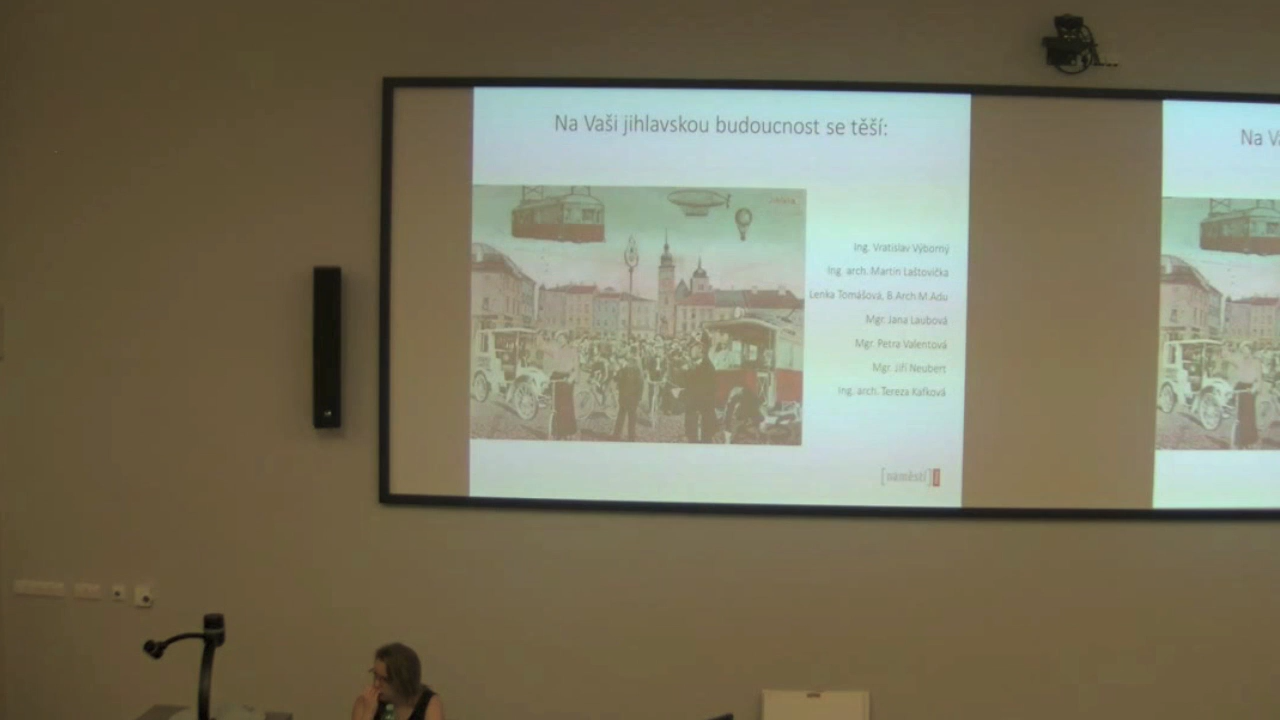 Na Vaši jihlavskou budoucnost se těší:
Ing. Vratislav Výborný
Ing. arch. Martin Laštovička
Lenka Tomášová, B.Arch.M.Adu
Mgr. Jana Laubová
Mgr. Petra Valentová
Mgr. Jiří Neubert
Ing. arch. Tereza Kafková
[náměstí]
Na V